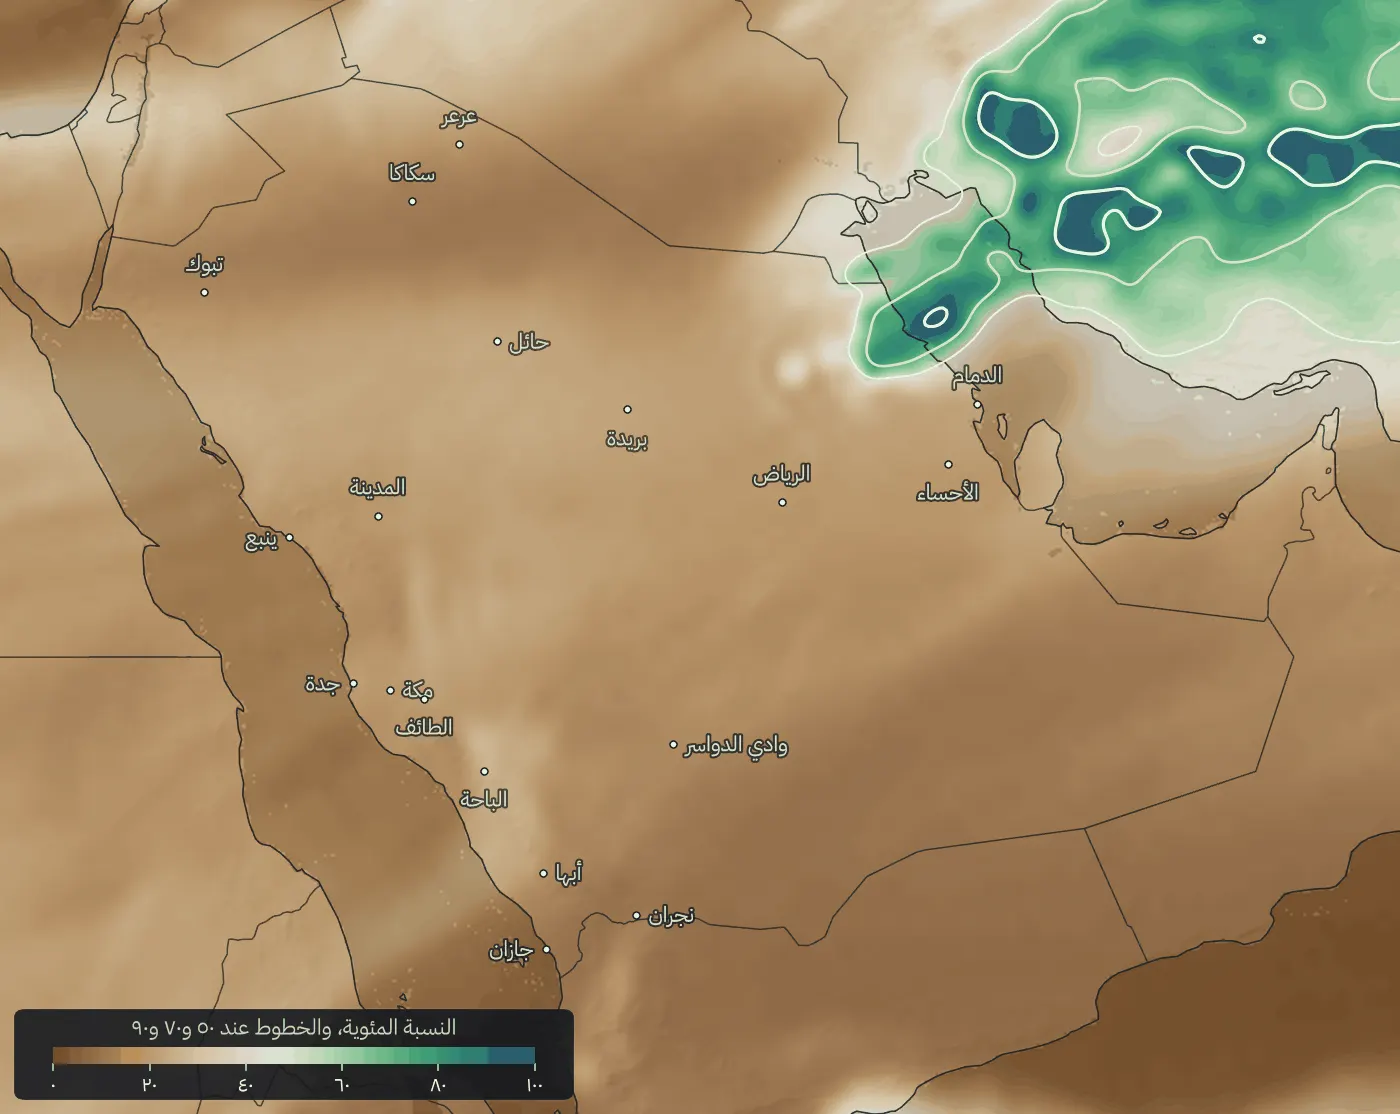 عرعر
سكاكا
تبوك
حائل
الدمام
بريدة
الرياض
الأحساء
المدينة
ينبع
جدة
مكة
الطائف
وادي الدواسر
الباحة
أبها
نجران
جازان
النسبة المئوية، والخطوط عند ٥٠ و٧٠ و٩٠
٠ ٢٠ ٤٠ ٦٠ ٨٠ ١٠٠